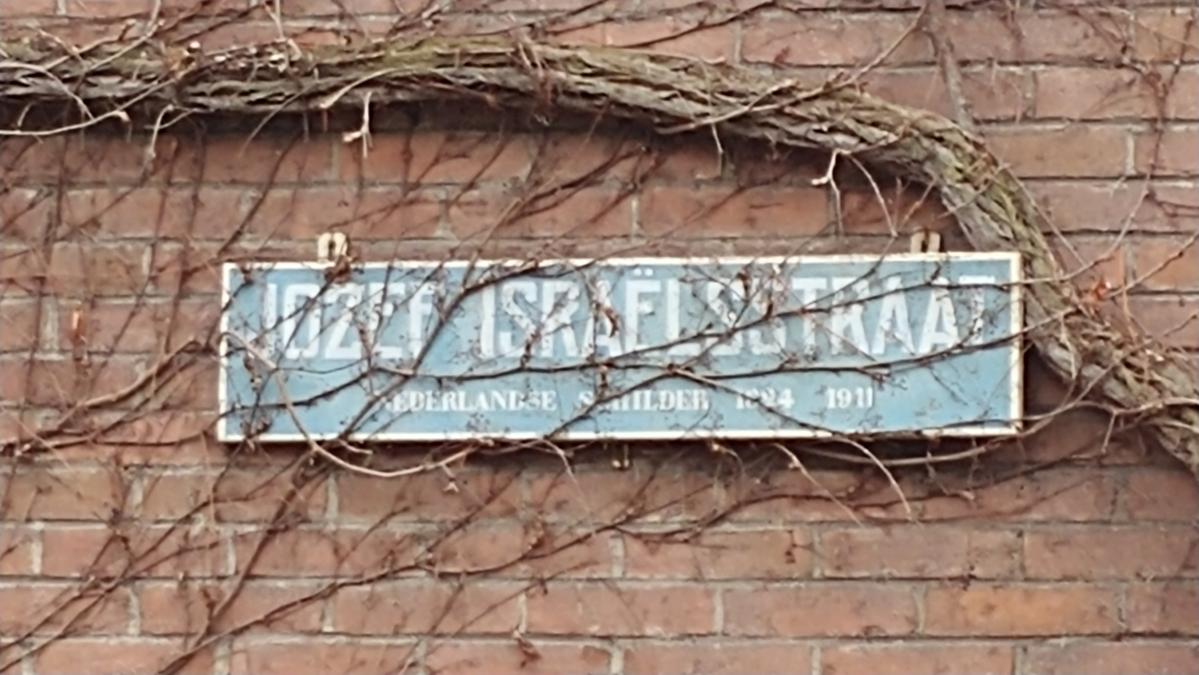 JOZEF ISRAËLSSTRAAT
NEDERLANDSE SCHILDER 1824 1911